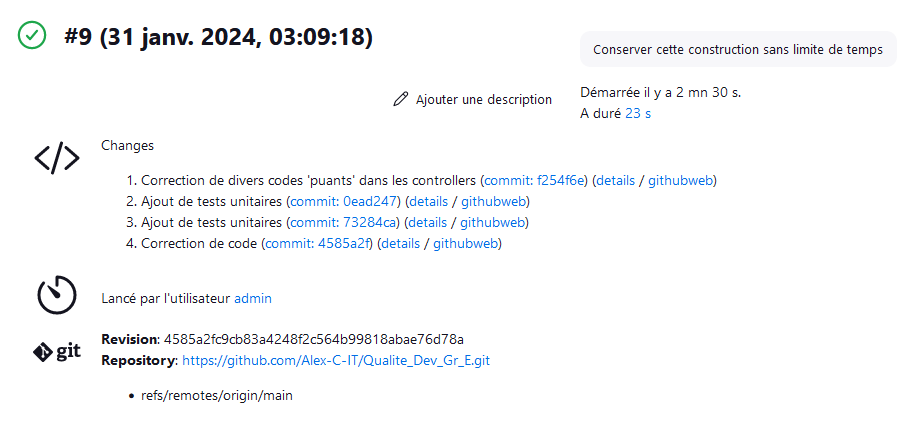 #9 (31 janv. 2024, 03:09:18)
Conserver cette construction sans limite de temps
Ajouter une description
Démarrée il y a 2 mn 30 s.
A duré 23 s
Changes
1. Correction de divers codes 'puants' dans les controllers (commit: f254f6e) (details / githubweb)
2. Ajout de tests unitaires (commit: 0ead247) (details / githubweb)
3. Ajout de tests unitaires (commit: 73284ca) (details / githubweb)
4. Correction de code (commit: 4585a2f) (details / githubweb)
Lancé par l'utilisateur admin
git
Revision: 4585a2fc9cb83a4248f2c564b99818abae76d78a
Repository: https://github.com/Alex-C-IT/Qualite_Dev_Gr_E.git
• refs/remotes/origin/main